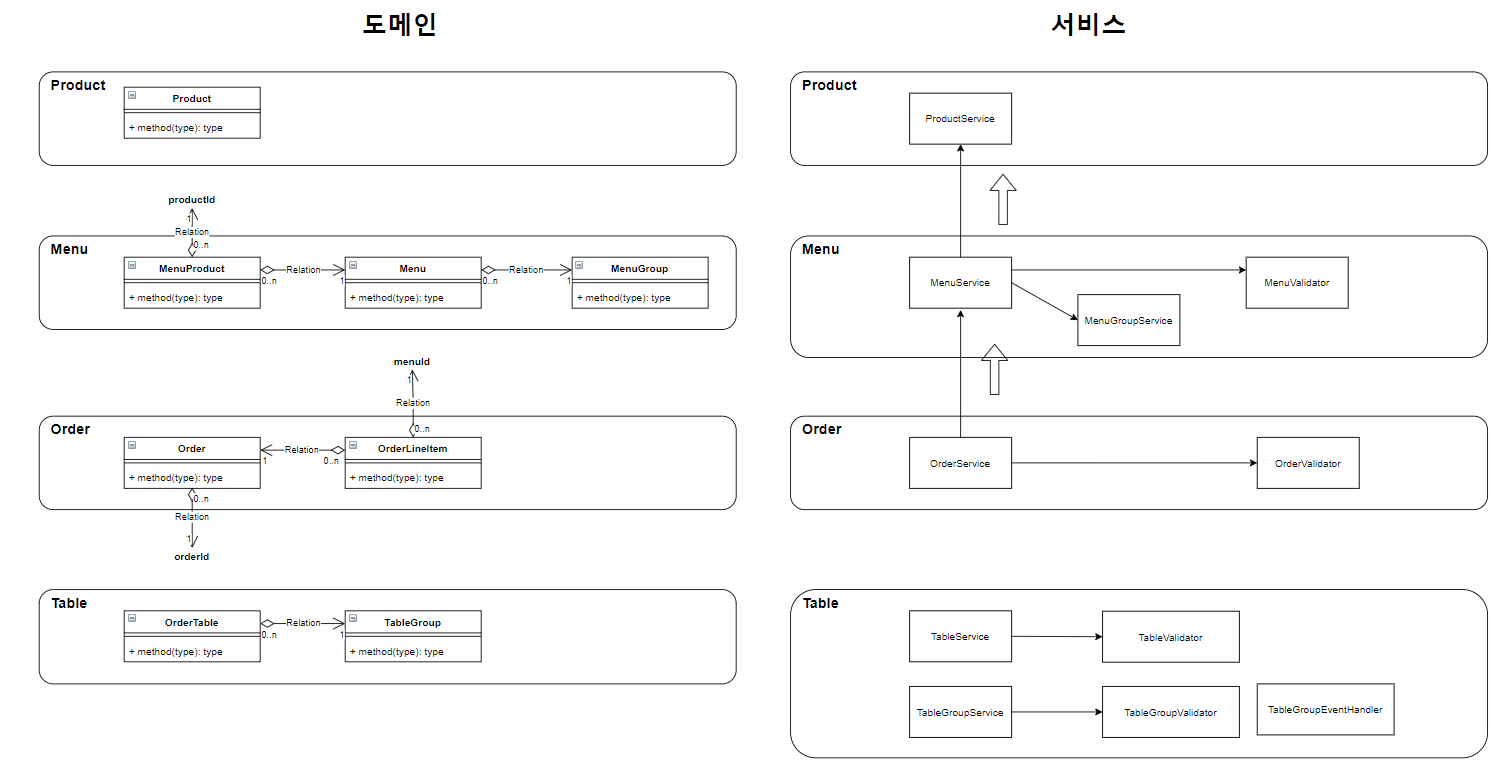 도메인
서비스
Product
Product
+ method(type): type
productId
1
Relation
0..n
Menu
MenuProduct
+ method(type): type
Relation
0..n
1
Menu
+ method(type): type
Relation
0..n
1
MenuGroup
+ method(type): type
menuId
1
Relation
0..n
Order
Order
+ method(type): type
Relation
1
0..n
OrderLineItem
+ method(type): type
0..n
Relation
1
orderId
Table
OrderTable
+ method(type): type
Relation
0..n
1
TableGroup
+ method(type): type
Product
ProductService
Menu
MenuService
MenuValidator
MenuGroupService
Order
OrderService
OrderValidator
Table
TableService
TableValidator
TableGroupService
TableGroupValidator
TableGroupEventHandler